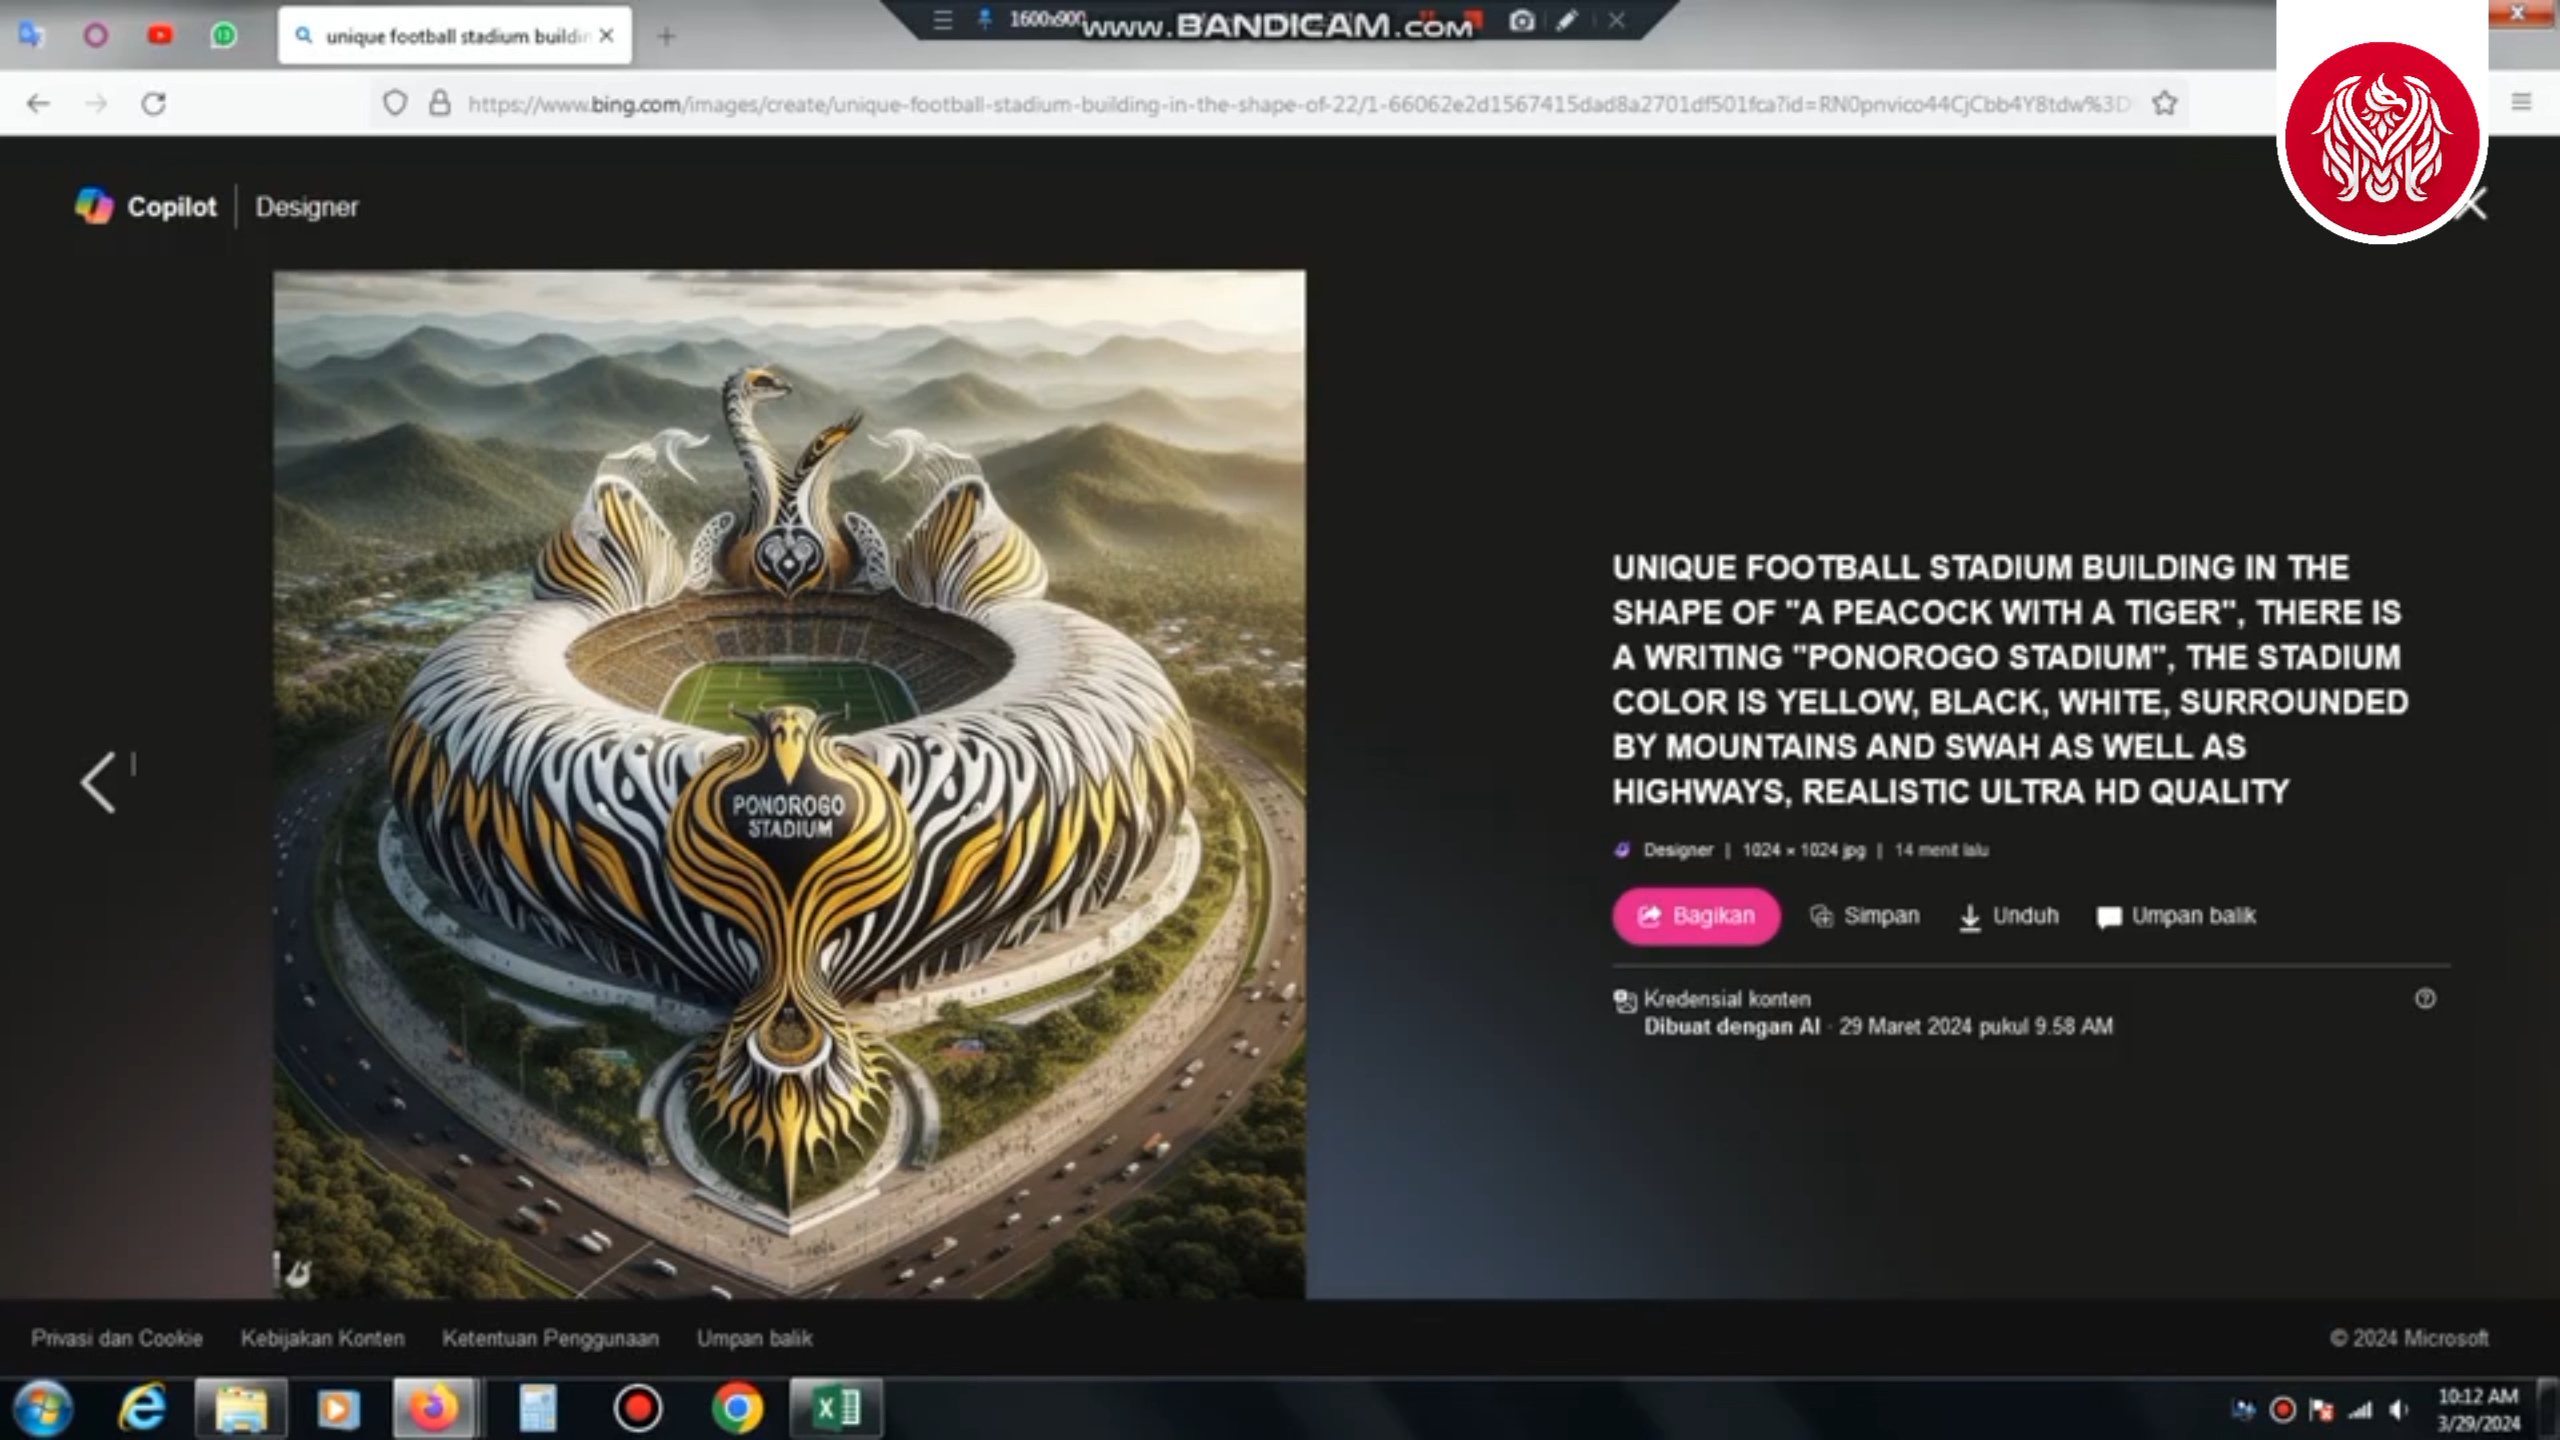 unique football stadium buildin
1600x900
www.BANDICAM.com
https://www.bing.com/images/create/unique-football-stadium-building-in-the-shape-of-22/1-66062e2d1567415dad8a2701df501fca?id=RN0pnvico44CjCbb4Y8tdw%3D
Copilot | Designer
PONOROGO
STADIUM
UNIQUE FOOTBALL STADIUM BUILDING IN THE
SHAPE OF "A PEACOCK WITH A TIGER", THERE IS
A WRITING "PONOROGO STADIUM", THE STADIUM
COLOR IS YELLOW, BLACK, WHITE, SURROUNDED
BY MOUNTAINS AND SWAH AS WELL AS
HIGHWAYS, REALISTIC ULTRA HD QUALITY
Designer | 1024 × 1024 jpg | 14 menit lalu
Bagikan Simpan Unduh Umpan balik
Kredensial konten
Dibuat dengan AI · 29 Maret 2024 pukul 9.58 AM
Privasi dan Cookie Kebijakan Konten Ketentuan Penggunaan Umpan balik © 2024 Microsoft
10:12 AM
3/29/2024